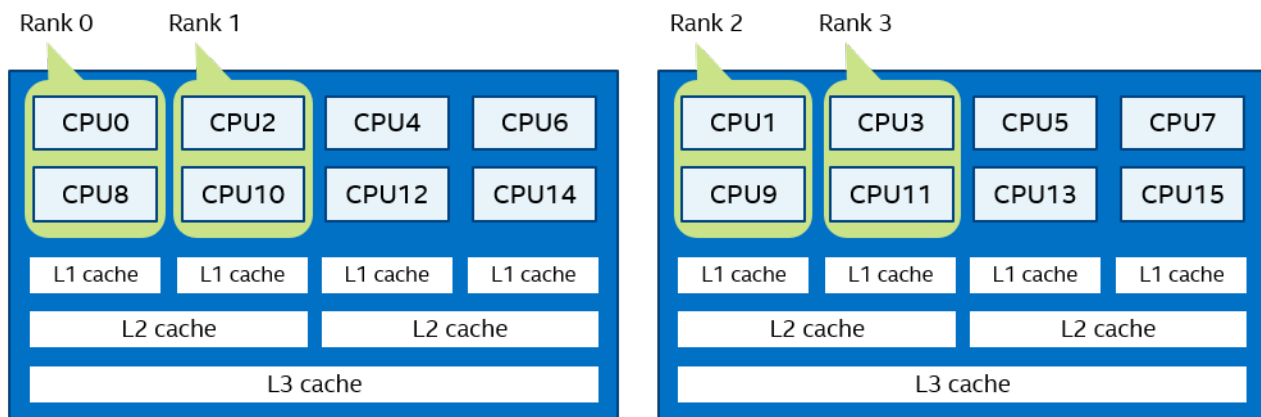 Rank 0 Rank 1 Rank 2 Rank 3
CPU0 CPU2 CPU4 CPU6 CPU1 CPU3 CPU5 CPU7
CPU8 CPU10 CPU12 CPU14 CPU9 CPU11 CPU13 CPU15
L1 cache L1 cache L1 cache L1 cache L1 cache L1 cache L1 cache L1 cache
L2 cache L2 cache L2 cache L2 cache
L3 cache L3 cache